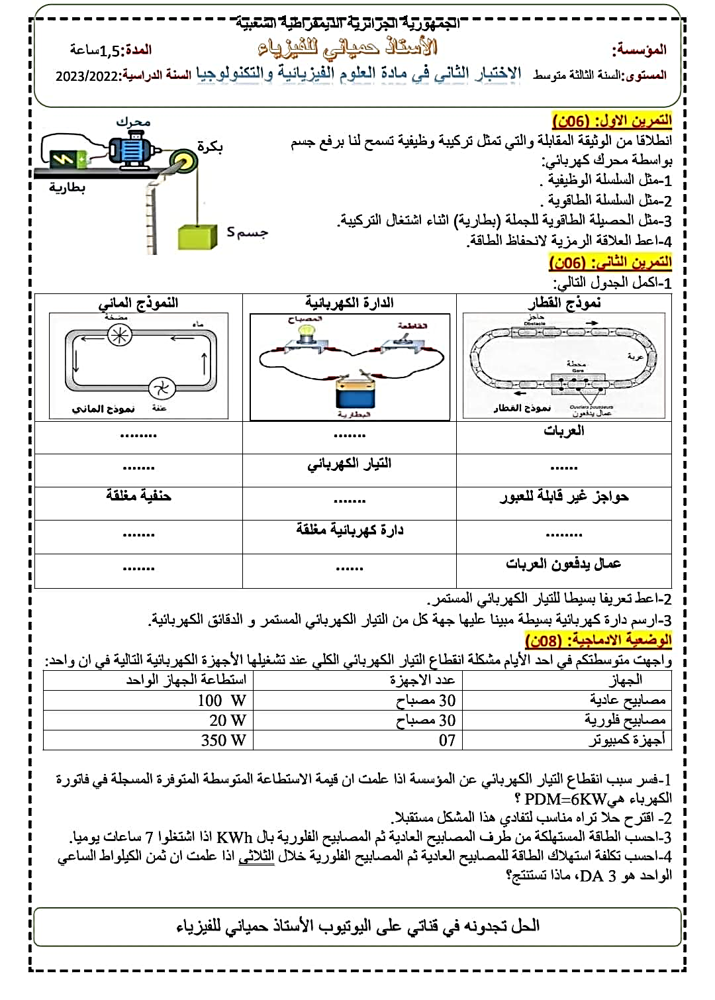 الجمهورية الجزائرية الديمقراطية الشعبية
المؤسسة:
الأستاذ حمياني للفيزياء
المدة:1,5ساعة
المستوى:السنة الثالثة متوسط الاختبار الثاني في مادة العلوم الفيزيائية والتكنولوجيا السنة الدراسية:2023/2022
التمرين الاول: (06ن)
انطلاقا من الوثيقة المقابلة والتي تمثل تركيبة وظيفية تسمح لنا برفع جسم
بواسطة محرك كهربائي:
1-مثل السلسلة الوظيفية .
2-مثل السلسلة الطاقوية .
3-مثل الحصيلة الطاقوية للجملة (بطارية) اثناء اشتغال التركيبة.
4-اعط العلاقة الرمزية لانحفاظ الطاقة.
محرك
بكرة
بطارية
جسم S
التمرين الثاني: (06ن)
1-اكمل الجدول التالي:
نموذج القطار
الدارة الكهربائية
النموذج المائي
حاجز
Obstacle
عربة
محطة
Gare
نموذج القطار
Ouvriers pousseurs
عمال يدفعون
المصباح
القاطعة
البطارية
مضخة
ماء
عنفة
نموذج المائي
العربات ....... ........
...... التيار الكهربائي .......
حواجز غير قابلة للعبور ....... حنفية مغلقة
........ دارة كهربائية مغلقة .......
عمال يدفعون العربات ...... .......
2-اعط تعريفا بسيطا للتيار الكهربائي المستمر.
3-ارسم دارة كهربائية بسيطة مبينا عليها جهة كل من التيار الكهربائي المستمر و الدقائق الكهربائية.
الوضعية الادماجية: (08ن)
واجهت متوسطتكم في احد الأيام مشكلة انقطاع التيار الكهربائي الكلي عند تشغيلها الأجهزة الكهربائية التالية في ان واحد:
الجهاز عدد الاجهزة استطاعة الجهاز الواحد
مصابيح عادية 30 مصباح 100 W
مصابيح فلورية 30 مصباح 20 W
أجهزة كمبيوتر 07 350 W
1-فسر سبب انقطاع التيار الكهربائي عن المؤسسة اذا علمت ان قيمة الاستطاعة المتوسطة المتوفرة المسجلة في فاتورة
الكهرباء هيPDM=6KW ؟
2- اقترح حلا تراه مناسب لتفادي هذا المشكل مستقبلا.
3-احسب الطاقة المستهلكة من طرف المصابيح العادية ثم المصابيح الفلورية بال KWh اذا اشتغلوا 7 ساعات يوميا.
4-احسب تكلفة استهلاك الطاقة للمصابيح العادية ثم المصابيح الفلورية خلال الثلاثي اذا علمت ان ثمن الكيلواط الساعي
الواحد هو 3 DA، ماذا تستنتج؟
الحل تجدونه في قناتي على اليوتيوب الأستاذ حمياني للفيزياء